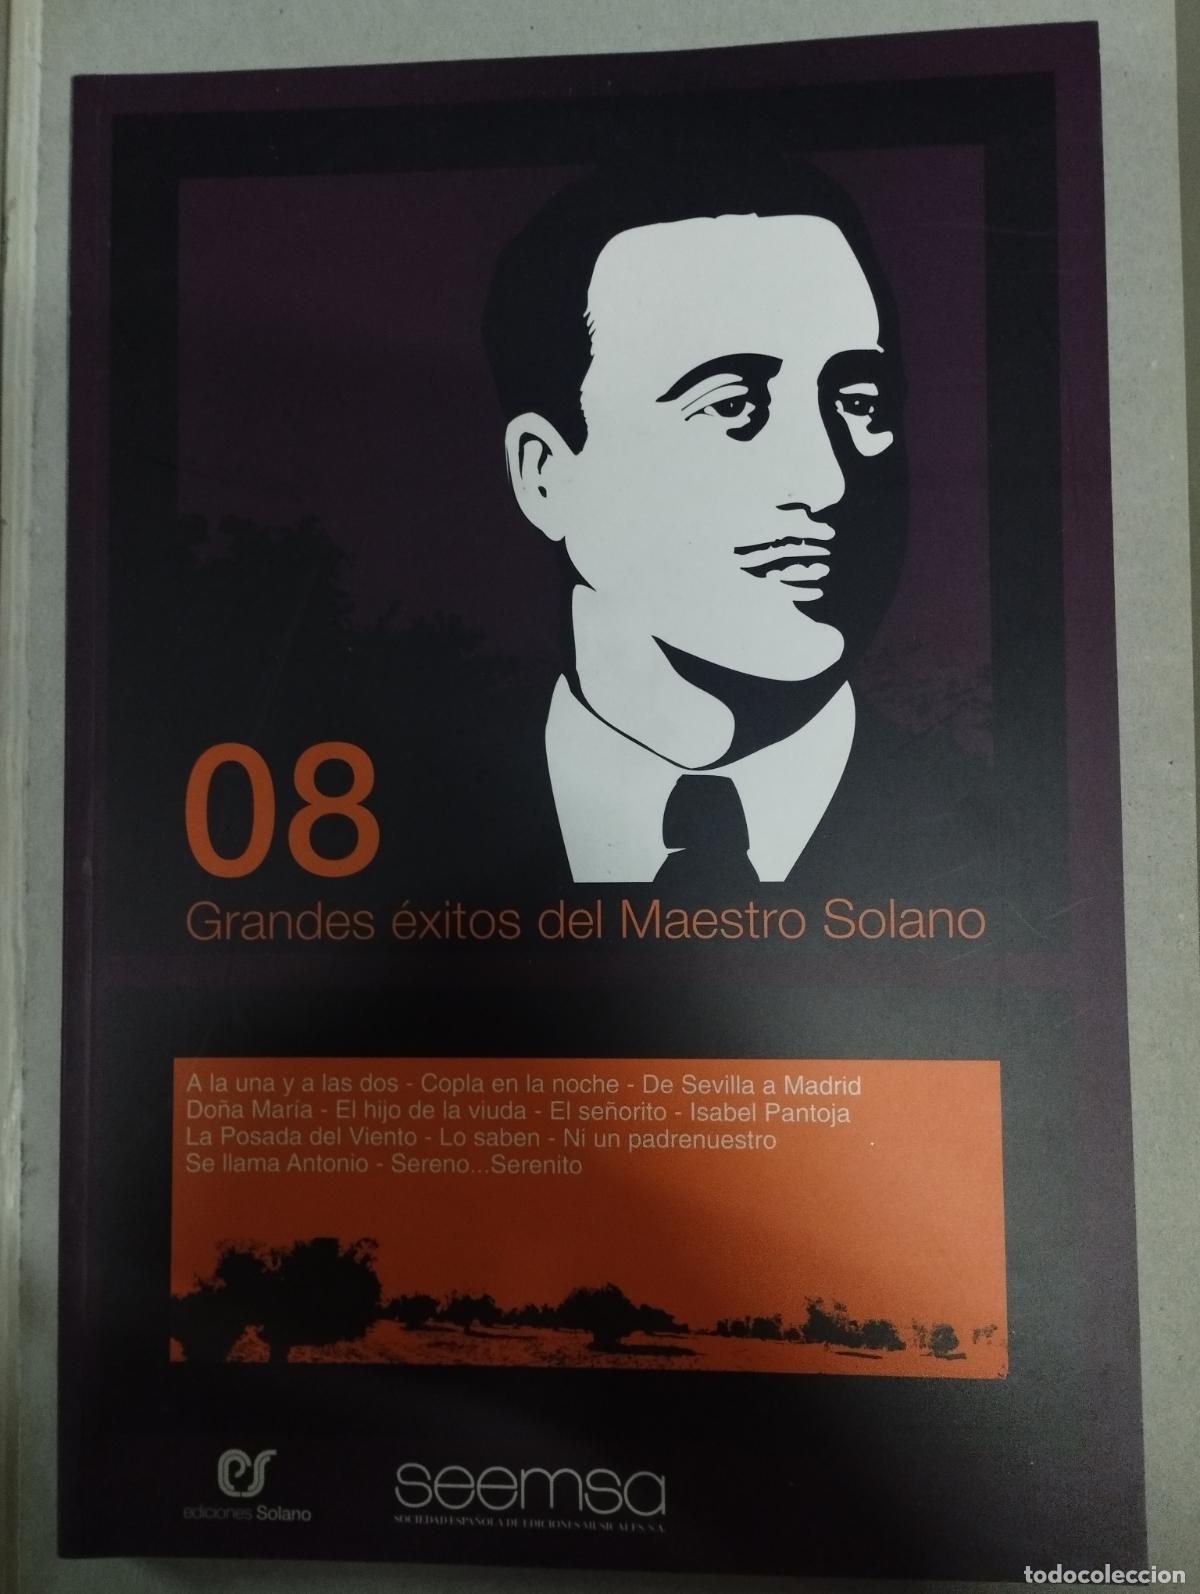 08
Grandes éxitos del Maestro Solano
A la una y a las dos - Copla en la noche - De Sevilla a Madrid
Doña María - El hijo de la viuda - El señorito - Isabel Pantoja
La Posada del Viento - Lo saben - Ni un padrenuestro
Se llama Antonio - Sereno...Serenito
es
ediciones Solano
seemsa
SOCIEDAD ESPAÑOLA DE EDICIONES MUSICALES, S.A.
todocoleccion